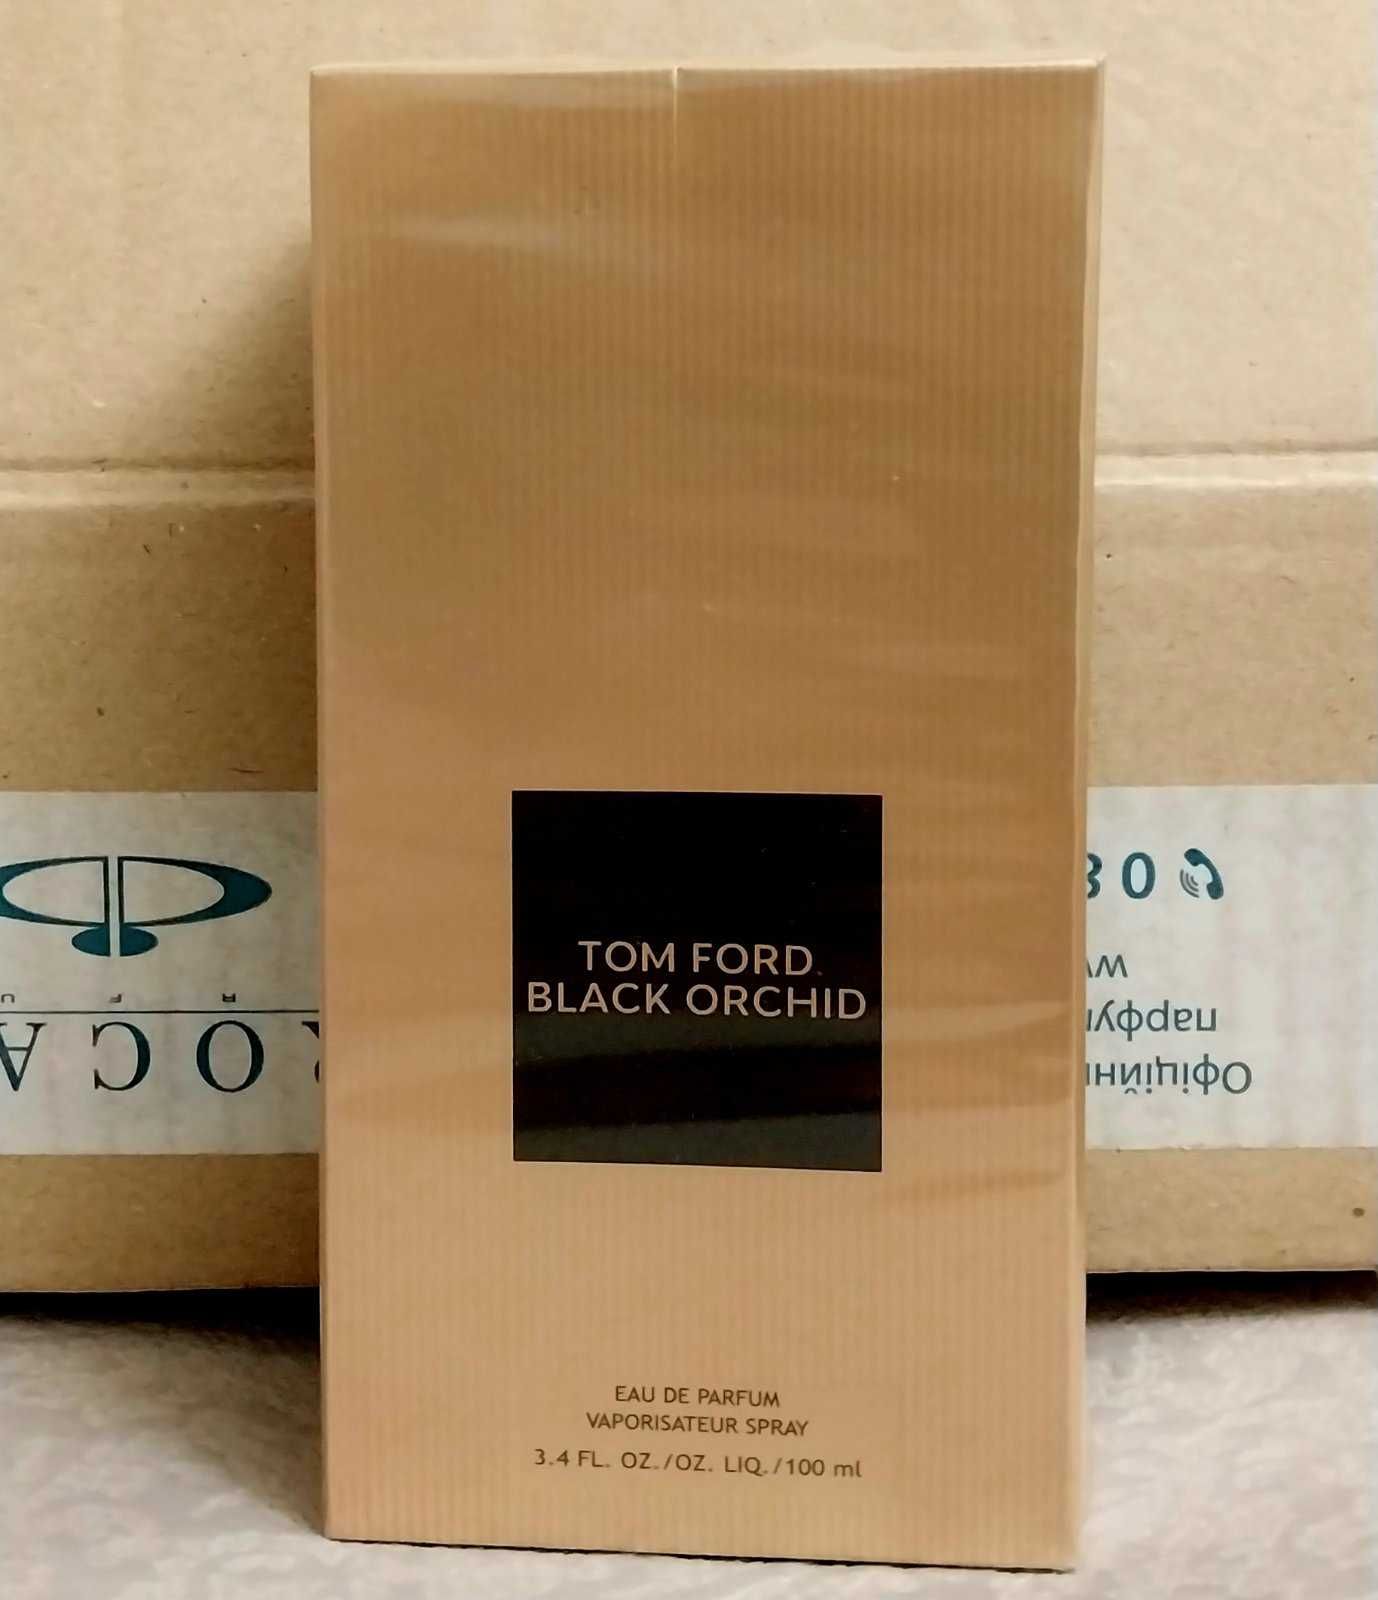 TOM FORD
BLACK ORCHID
EAU DE PARFUM
VAPORISATEUR SPRAY
3.4 FL. OZ./OZ. LIQ./100 ml